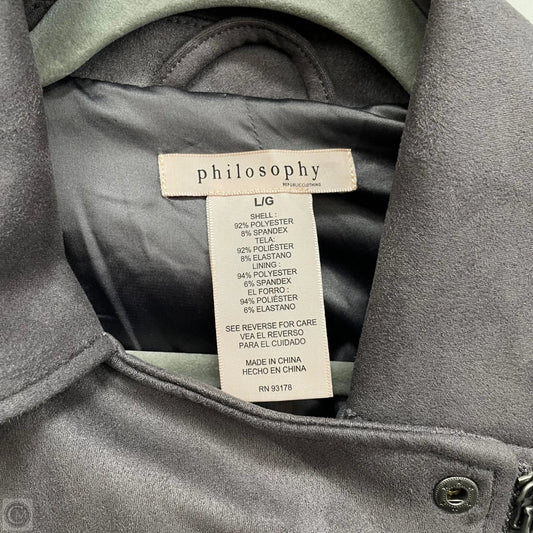 philosophy
REPUBLIC CLOTHING
L/G
SHELL :
92% POLYESTER
8% SPANDEX
TELA:
92% POLIÉSTER
8% ELASTANO
LINING :
94% POLYESTER
6% SPANDEX
EL FORRO :
94% POLIÉSTER
6% ELASTANO
SEE REVERSE FOR CARE
VEA EL REVERSO
PARA EL CUIDADO
MADE IN CHINA
HECHO EN CHINA
RN 93178